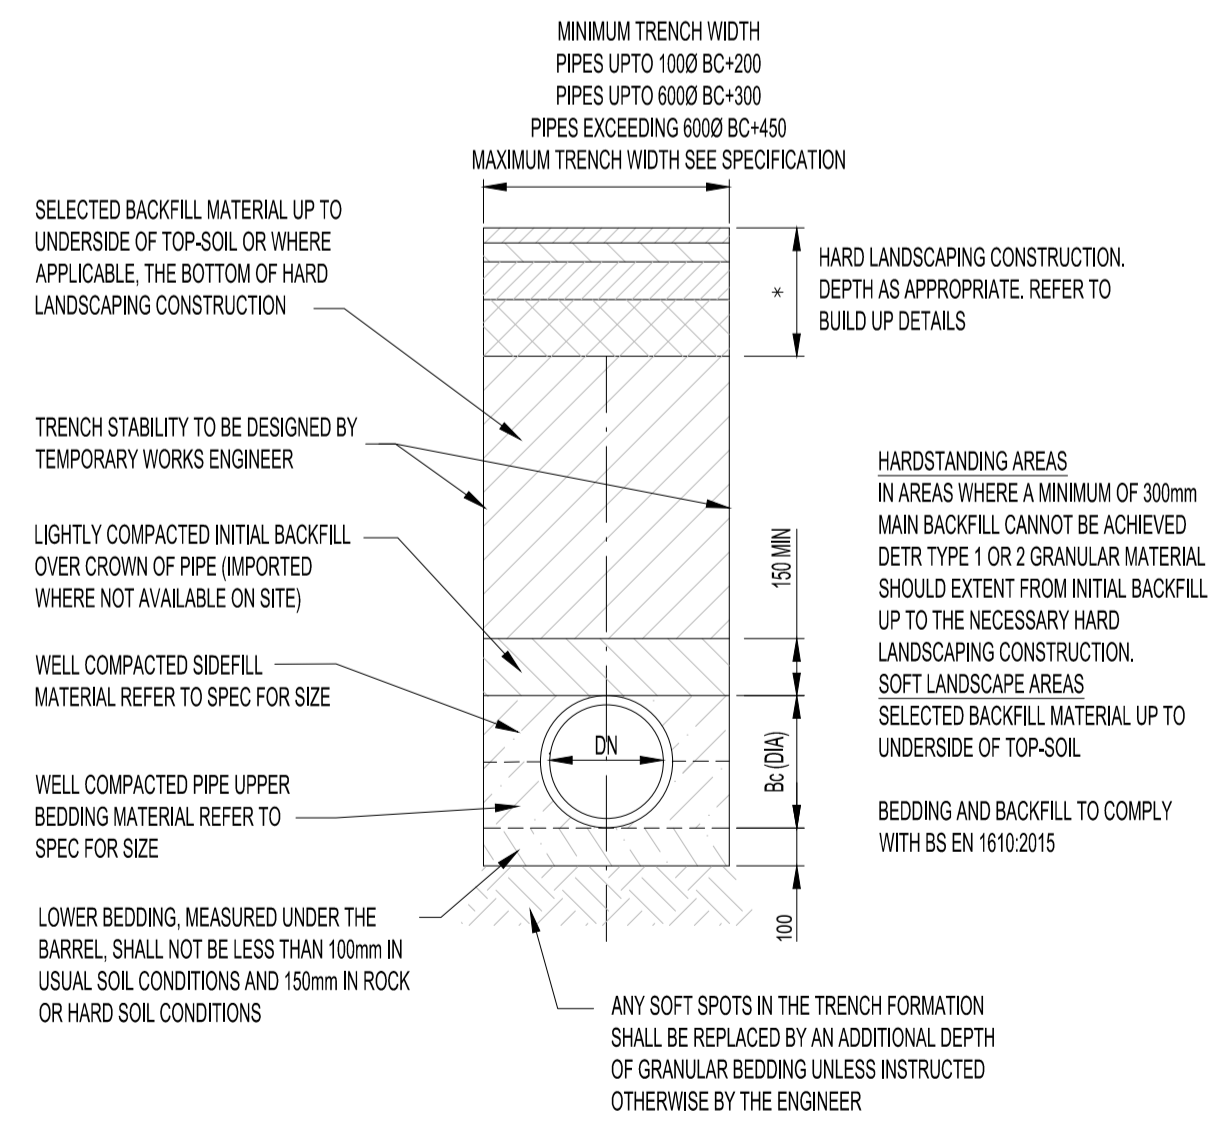 MINIMUM TRENCH WIDTH
PIPES UPTO 100Ø BC+200
PIPES UPTO 600Ø BC+300
PIPES EXCEEDING 600Ø BC+450
MAXIMUM TRENCH WIDTH SEE SPECIFICATION
SELECTED BACKFILL MATERIAL UP TO
UNDERSIDE OF TOP-SOIL OR WHERE
APPLICABLE, THE BOTTOM OF HARD
LANDSCAPING CONSTRUCTION
*
HARD LANDSCAPING CONSTRUCTION.
DEPTH AS APPROPRIATE. REFER TO
BUILD UP DETAILS
TRENCH STABILITY TO BE DESIGNED BY
TEMPORARY WORKS ENGINEER
LIGHTLY COMPACTED INITIAL BACKFILL
OVER CROWN OF PIPE (IMPORTED
WHERE NOT AVAILABLE ON SITE)
WELL COMPACTED SIDEFILL
MATERIAL REFER TO SPEC FOR SIZE
WELL COMPACTED PIPE UPPER
BEDDING MATERIAL REFER TO
SPEC FOR SIZE
LOWER BEDDING, MEASURED UNDER THE
BARREL, SHALL NOT BE LESS THAN 100mm IN
USUAL SOIL CONDITIONS AND 150mm IN ROCK
OR HARD SOIL CONDITIONS
DN
150 MIN
Bc (DIA)
100
HARDSTANDING AREAS
IN AREAS WHERE A MINIMUM OF 300mm
MAIN BACKFILL CANNOT BE ACHIEVED
DETR TYPE 1 OR 2 GRANULAR MATERIAL
SHOULD EXTENT FROM INITIAL BACKFILL
UP TO THE NECESSARY HARD
LANDSCAPING CONSTRUCTION.
SOFT LANDSCAPE AREAS
SELECTED BACKFILL MATERIAL UP TO
UNDERSIDE OF TOP-SOIL
BEDDING AND BACKFILL TO COMPLY
WITH BS EN 1610:2015
ANY SOFT SPOTS IN THE TRENCH FORMATION
SHALL BE REPLACED BY AN ADDITIONAL DEPTH
OF GRANULAR BEDDING UNLESS INSTRUCTED
OTHERWISE BY THE ENGINEER